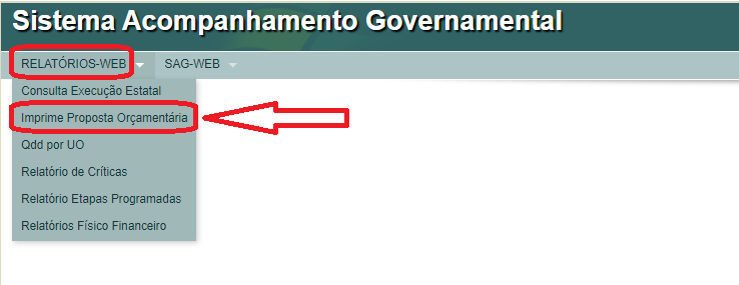 Sistema Acompanhamento Governamental
RELATÓRIOS-WEB SAG-WEB
Consulta Execução Estatal
Imprime Proposta Orçamentária
Qdd por UO
Relatório de Críticas
Relatório Etapas Programadas
Relatórios Físico Financeiro